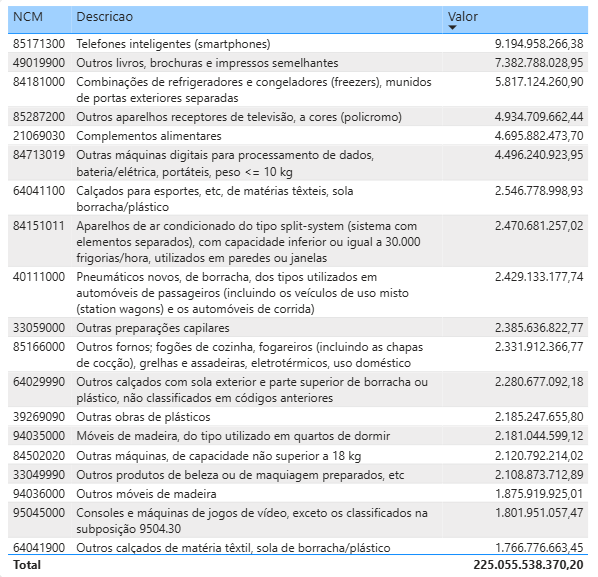 NCM Descricao Valor
85171300 Telefones inteligentes (smartphones) 9.194.958.266,38
49019900 Outros livros, brochuras e impressos semelhantes 7.382.788.028,95
84181000 Combinações de refrigeradores e congeladores (freezers), munidos 5.817.124.260,90
de portas exteriores separadas
85287200 Outros aparelhos receptores de televisão, a cores (policromo) 4.934.709.662,44
21069030 Complementos alimentares 4.695.882.473,70
84713019 Outras máquinas digitais para processamento de dados, 4.496.240.923,95
bateria/elétrica, portáteis, peso <= 10 kg
64041100 Calçados para esportes, etc, de matérias têxteis, sola 2.546.778.998,93
borracha/plástico
84151011 Aparelhos de ar condicionado do tipo split-system (sistema com 2.470.681.257,02
elementos separados), com capacidade inferior ou igual a 30.000
frigorias/hora, utilizados em paredes ou janelas
40111000 Pneumáticos novos, de borracha, dos tipos utilizados em 2.429.133.177,74
automóveis de passageiros (incluindo os veículos de uso misto
(station wagons) e os automóveis de corrida)
33059000 Outras preparações capilares 2.385.636.822,77
85166000 Outros fornos; fogões de cozinha, fogareiros (incluindo as chapas 2.331.912.366,77
de cocção), grelhas e assadeiras, eletrotérmicos, uso doméstico
64029990 Outros calçados com sola exterior e parte superior de borracha ou 2.280.677.092,18
plástico, não classificados em códigos anteriores
39269090 Outras obras de plásticos 2.185.247.655,80
94035000 Móveis de madeira, do tipo utilizado em quartos de dormir 2.181.044.599,12
84502020 Outras máquinas, de capacidade não superior a 18 kg 2.120.792.214,02
33049990 Outros produtos de beleza ou de maquiagem preparados, etc 2.108.873.712,89
94036000 Outros móveis de madeira 1.875.919.925,01
95045000 Consoles e máquinas de jogos de vídeo, exceto os classificados na 1.801.951.057,47
subposição 9504.30
64041900 Outros calçados de matéria têxtil, sola de borracha/plástico 1.766.776.663,45
Total 225.055.538.370,20